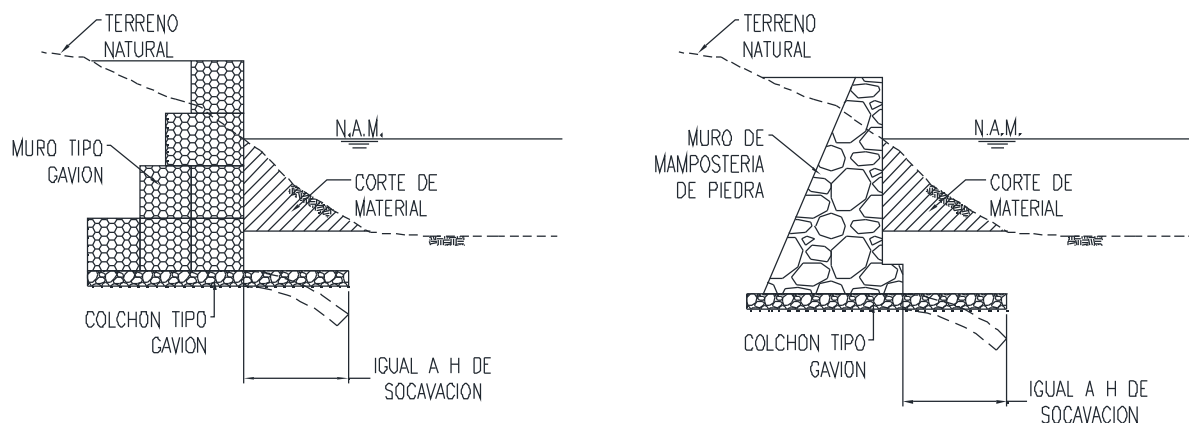 TERRENO
NATURAL
N.A.M.
MURO TIPO
GAVION
CORTE DE
MATERIAL
COLCHON TIPO
GAVION
IGUAL A H DE
SOCAVACION
TERRENO
NATURAL
N.A.M.
MURO DE
MAMPOSTERIA
DE PIEDRA
CORTE DE
MATERIAL
COLCHON TIPO
GAVION
IGUAL A H DE
SOCAVACION